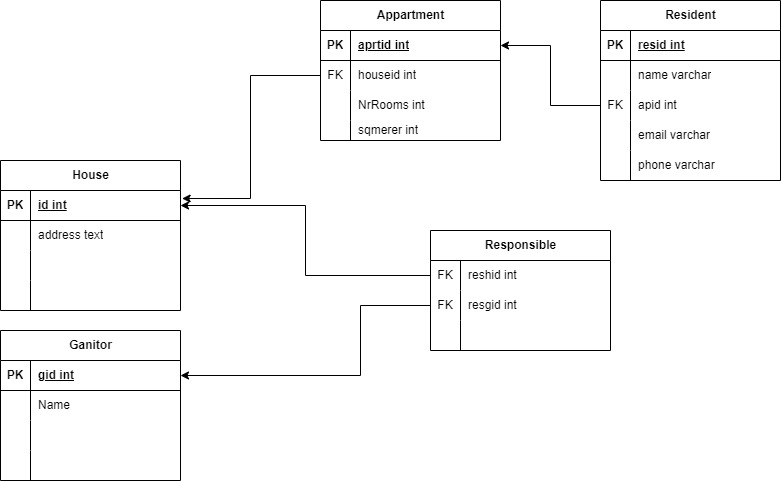 Appartment
PK aprtid int
FK houseid int
NrRooms int
sqmerer int
Resident
PK resid int
name varchar
FK apid int
email varchar
phone varchar
House
PK id int
address text
Responsible
FK reshid int
FK resgid int
Ganitor
PK gid int
Name